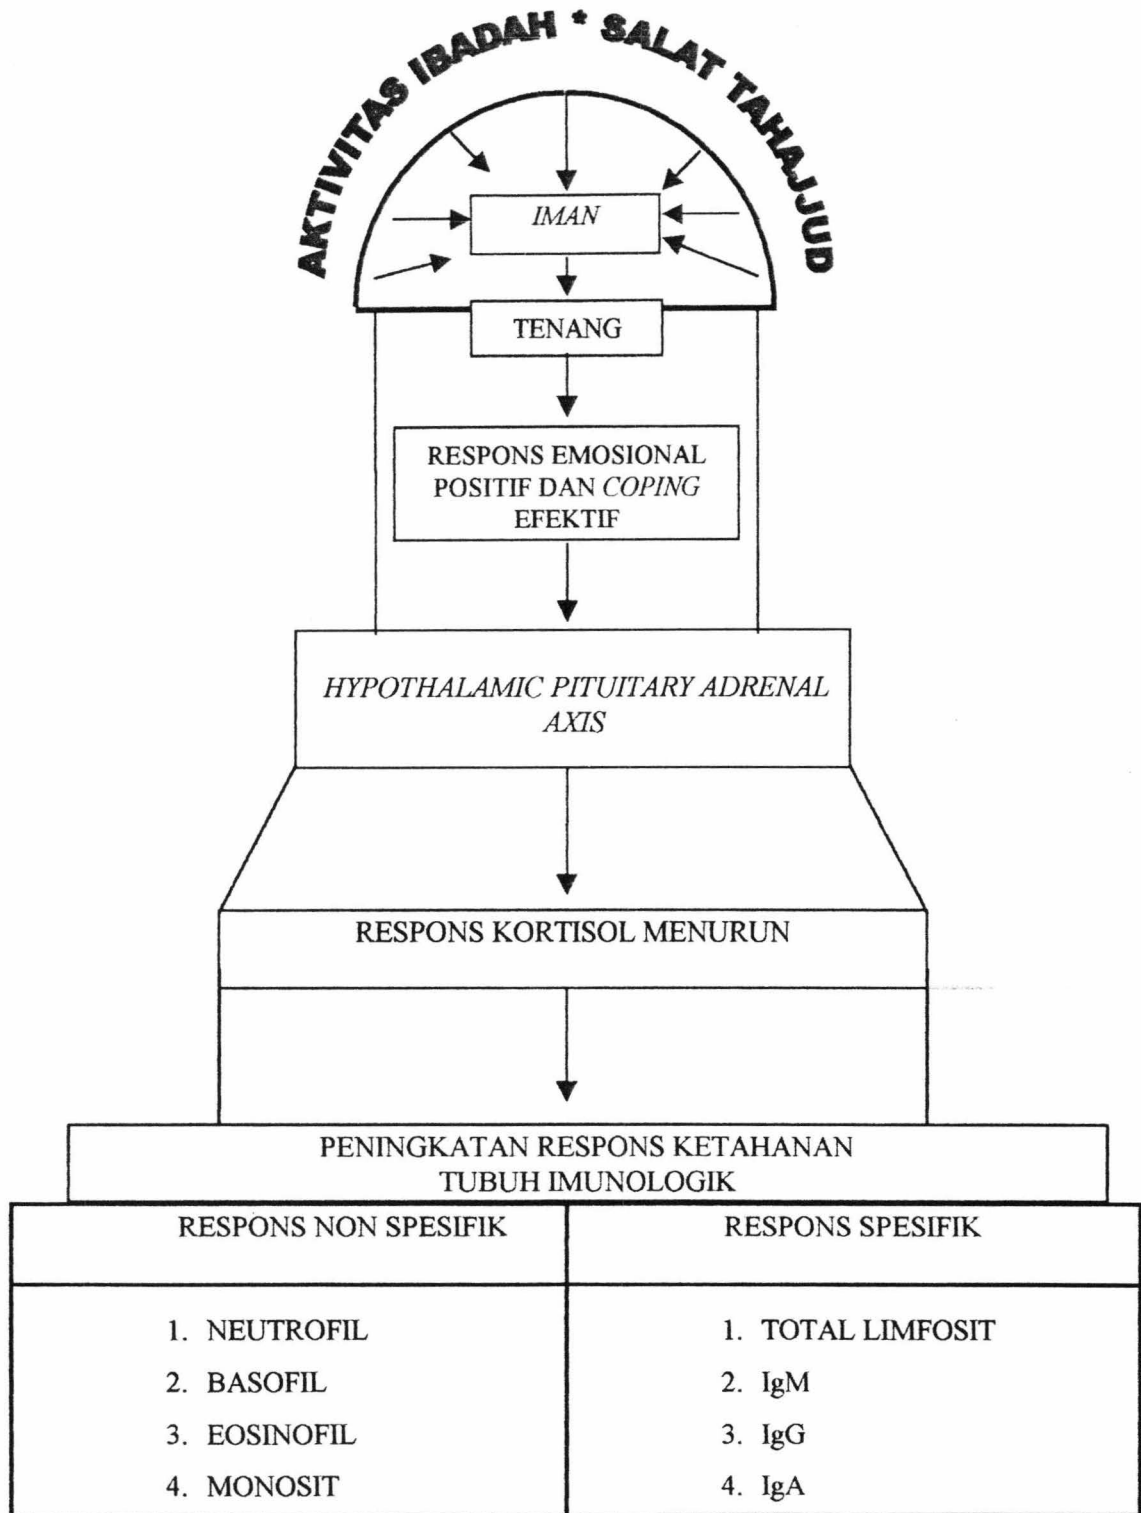 AKTIVITAS IBADAH * SALAT TAHAJJUD
IMAN
TENANG
RESPONS EMOSIONAL
POSITIF DAN COPING
EFEKTIF
HYPOTHALAMIC PITUITARY ADRENAL
AXIS
RESPONS KORTISOL MENURUN
PENINGKATAN RESPONS KETAHANAN
TUBUH IMUNOLOGIK
RESPONS NON SPESIFIK
RESPONS SPESIFIK
1. NEUTROFIL
2. BASOFIL
3. EOSINOFIL
4. MONOSIT
1. TOTAL LIMFOSIT
2. IgM
3. IgG
4. IgA